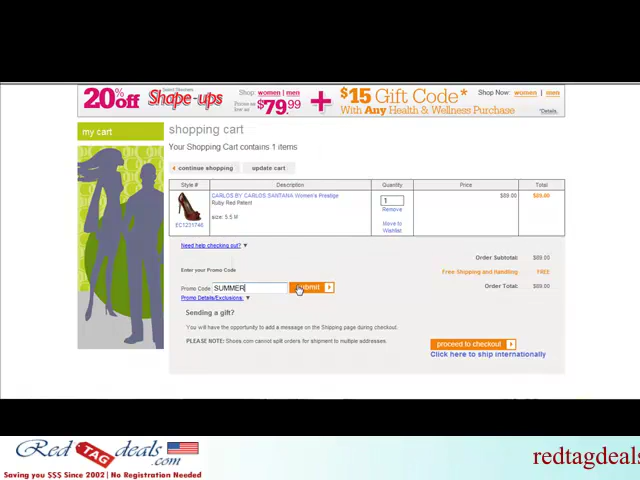 20% off
Select Skechers
Shape-ups
Shop: women | men
$79.99
+
$15 Gift Code*
With Any Health & Wellness Purchase
Shop Now: women | men
*Details.
my cart
shopping cart
Your Shopping Cart contains 1 items
continue shopping
update cart
Style # Description Quantity Price Total
CARLOS BY CARLOS SANTANA Women's Prestige
Ruby Red Patent
size: 5.5 M
EC1231746
1
Remove
Move to
Wishlist
$89.00
$89.00
Need help checking out?
Order Subtotal: $89.00
Enter your Promo Code
Free Shipping and Handling FREE
Promo Code: SUMMER submit
Order Total: $89.00
Promo Details/Exclusions:
Sending a gift?
You will have the opportunity to add a message on the Shipping page during checkout.
PLEASE NOTE: Shoes.com cannot split orders for shipment to multiple addresses.
proceed to checkout
Click here to ship internationally
Red TAG deals.com
Saving you $$$ Since 2002 | No Registration Needed
redtagdeals